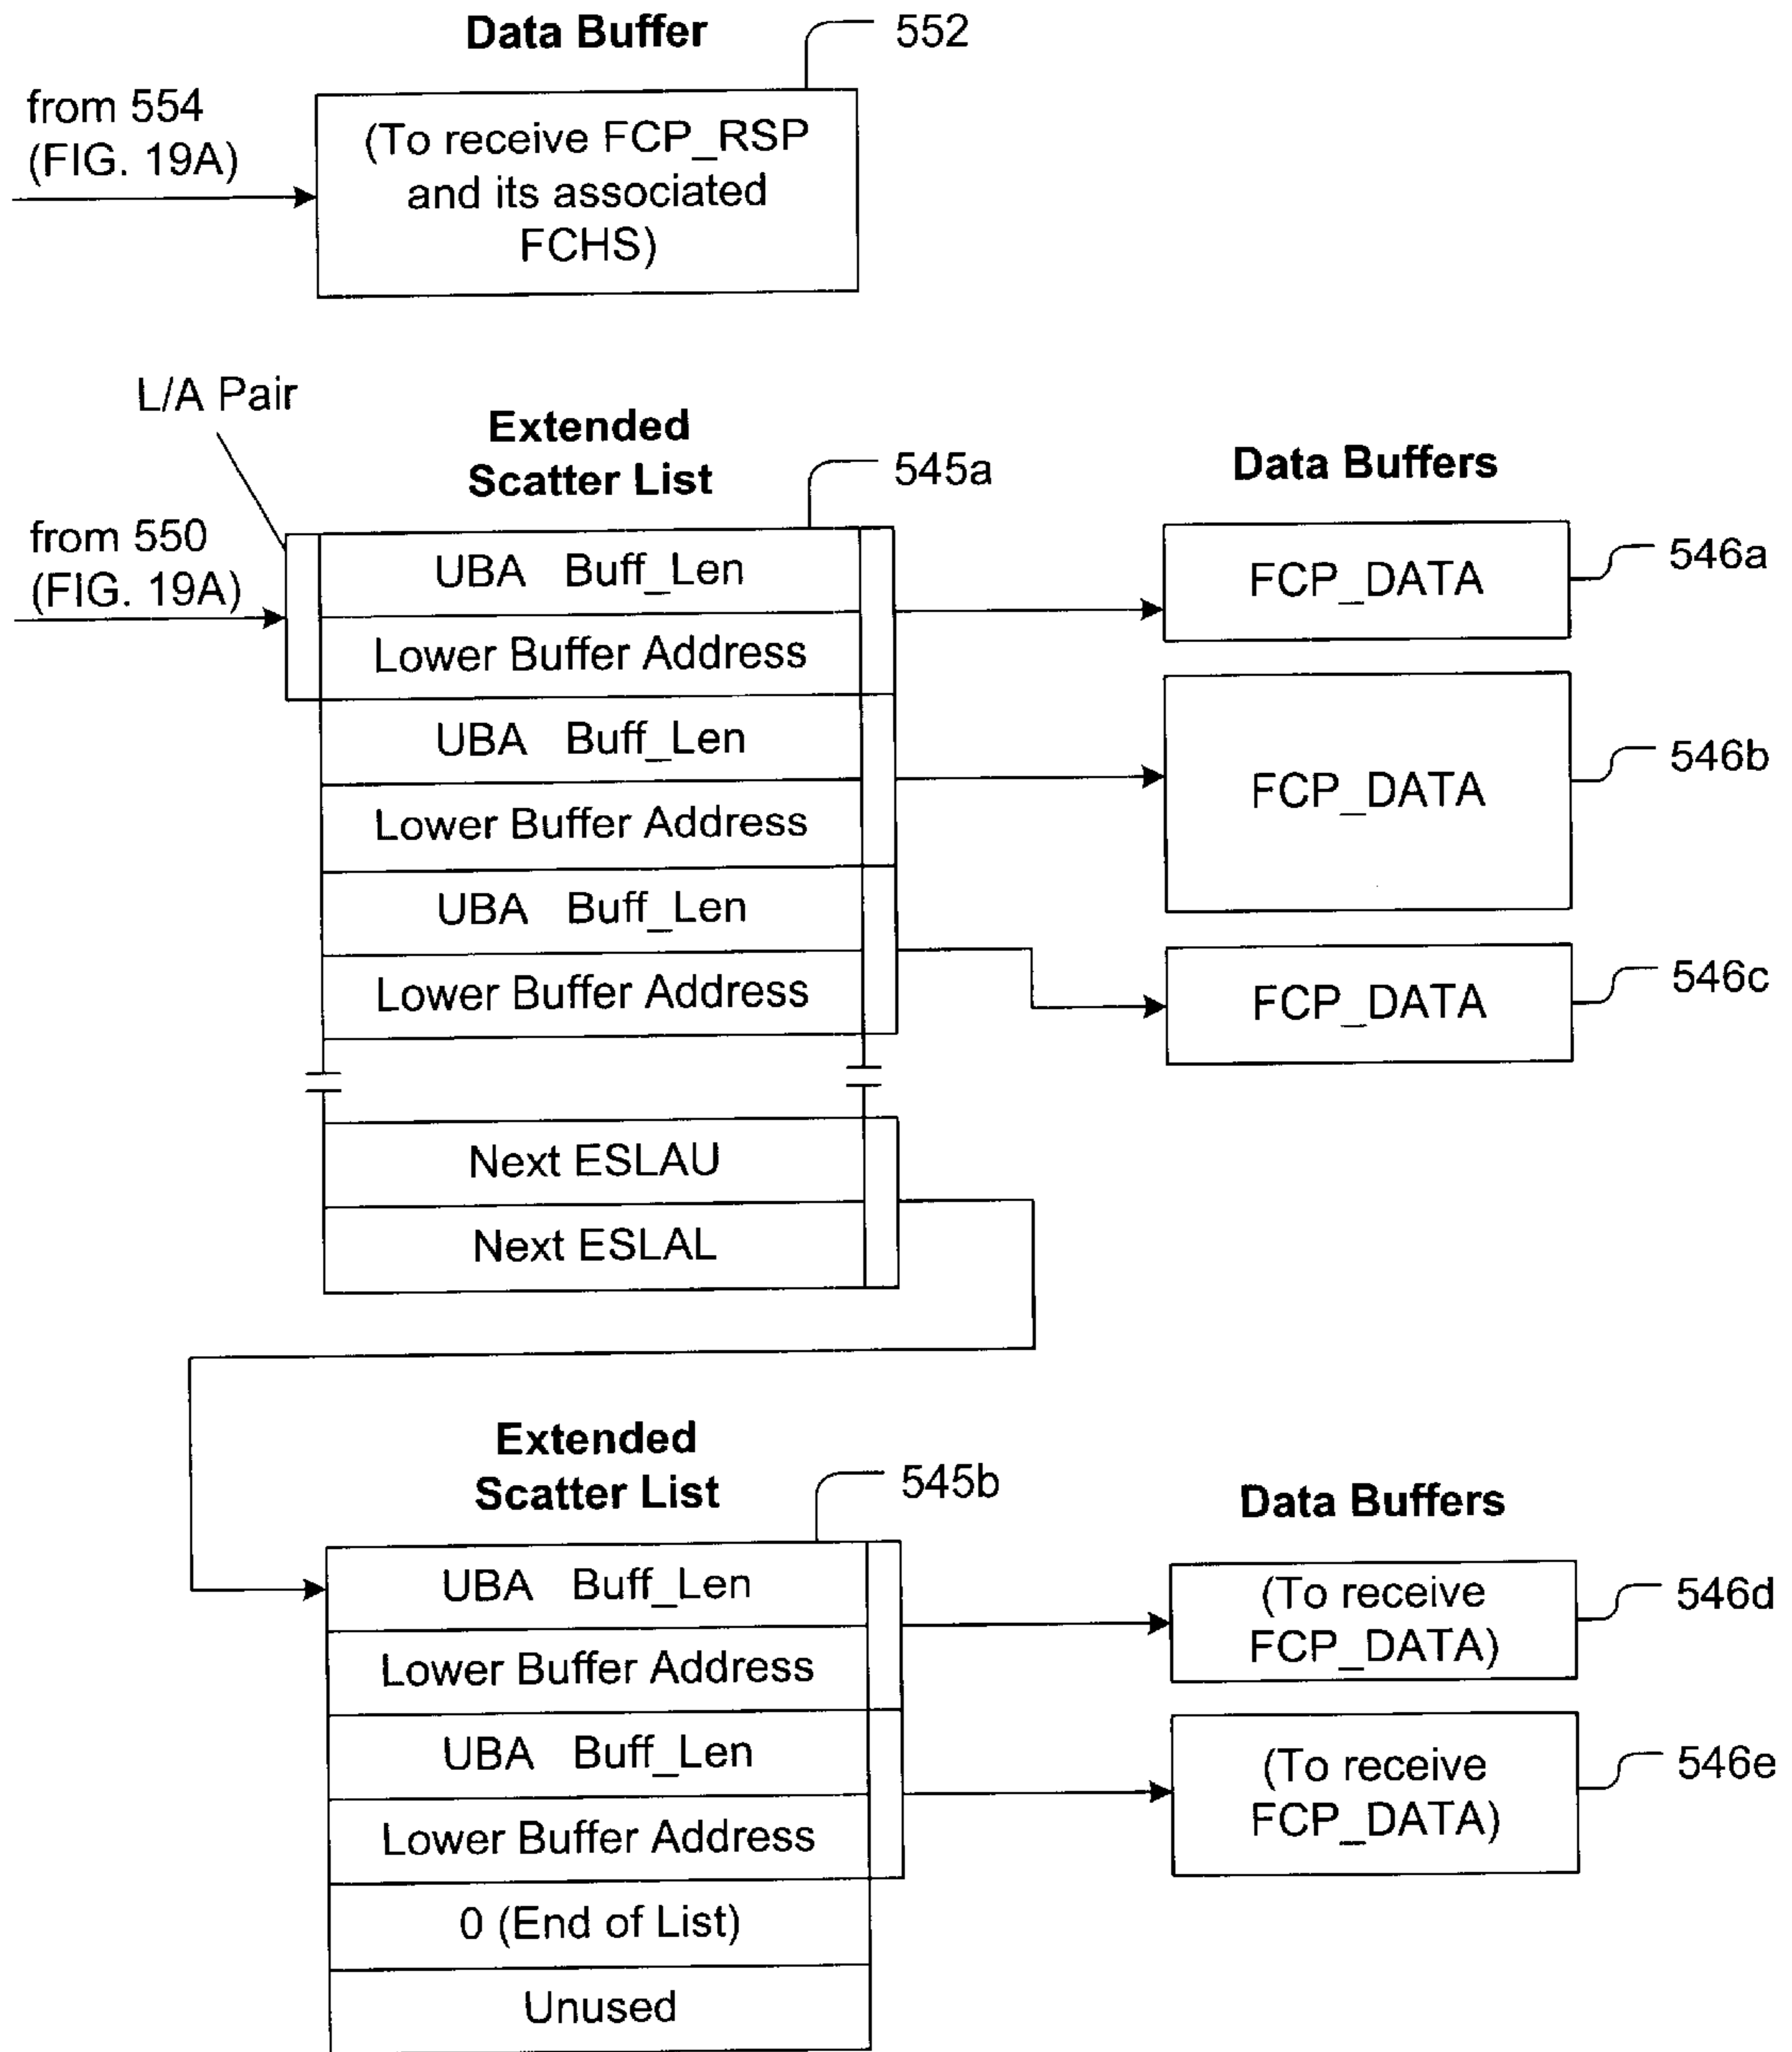 Data Buffer
552
from 554
(FIG. 19A)
(To receive FCP_RSP
and its associated
FCHS)
L/A Pair
Extended
Scatter List
545a
Data Buffers
from 550
(FIG. 19A)
UBA Buff_Len
Lower Buffer Address
UBA Buff_Len
Lower Buffer Address
UBA Buff_Len
Lower Buffer Address
FCP_DATA
546a
FCP_DATA
546b
FCP_DATA
546c
Next ESLAU
Next ESLAL
Extended
Scatter List
545b
Data Buffers
UBA Buff_Len
Lower Buffer Address
UBA Buff_Len
Lower Buffer Address
0 (End of List)
Unused
(To receive
FCP_DATA)
546d
(To receive
FCP_DATA)
546e